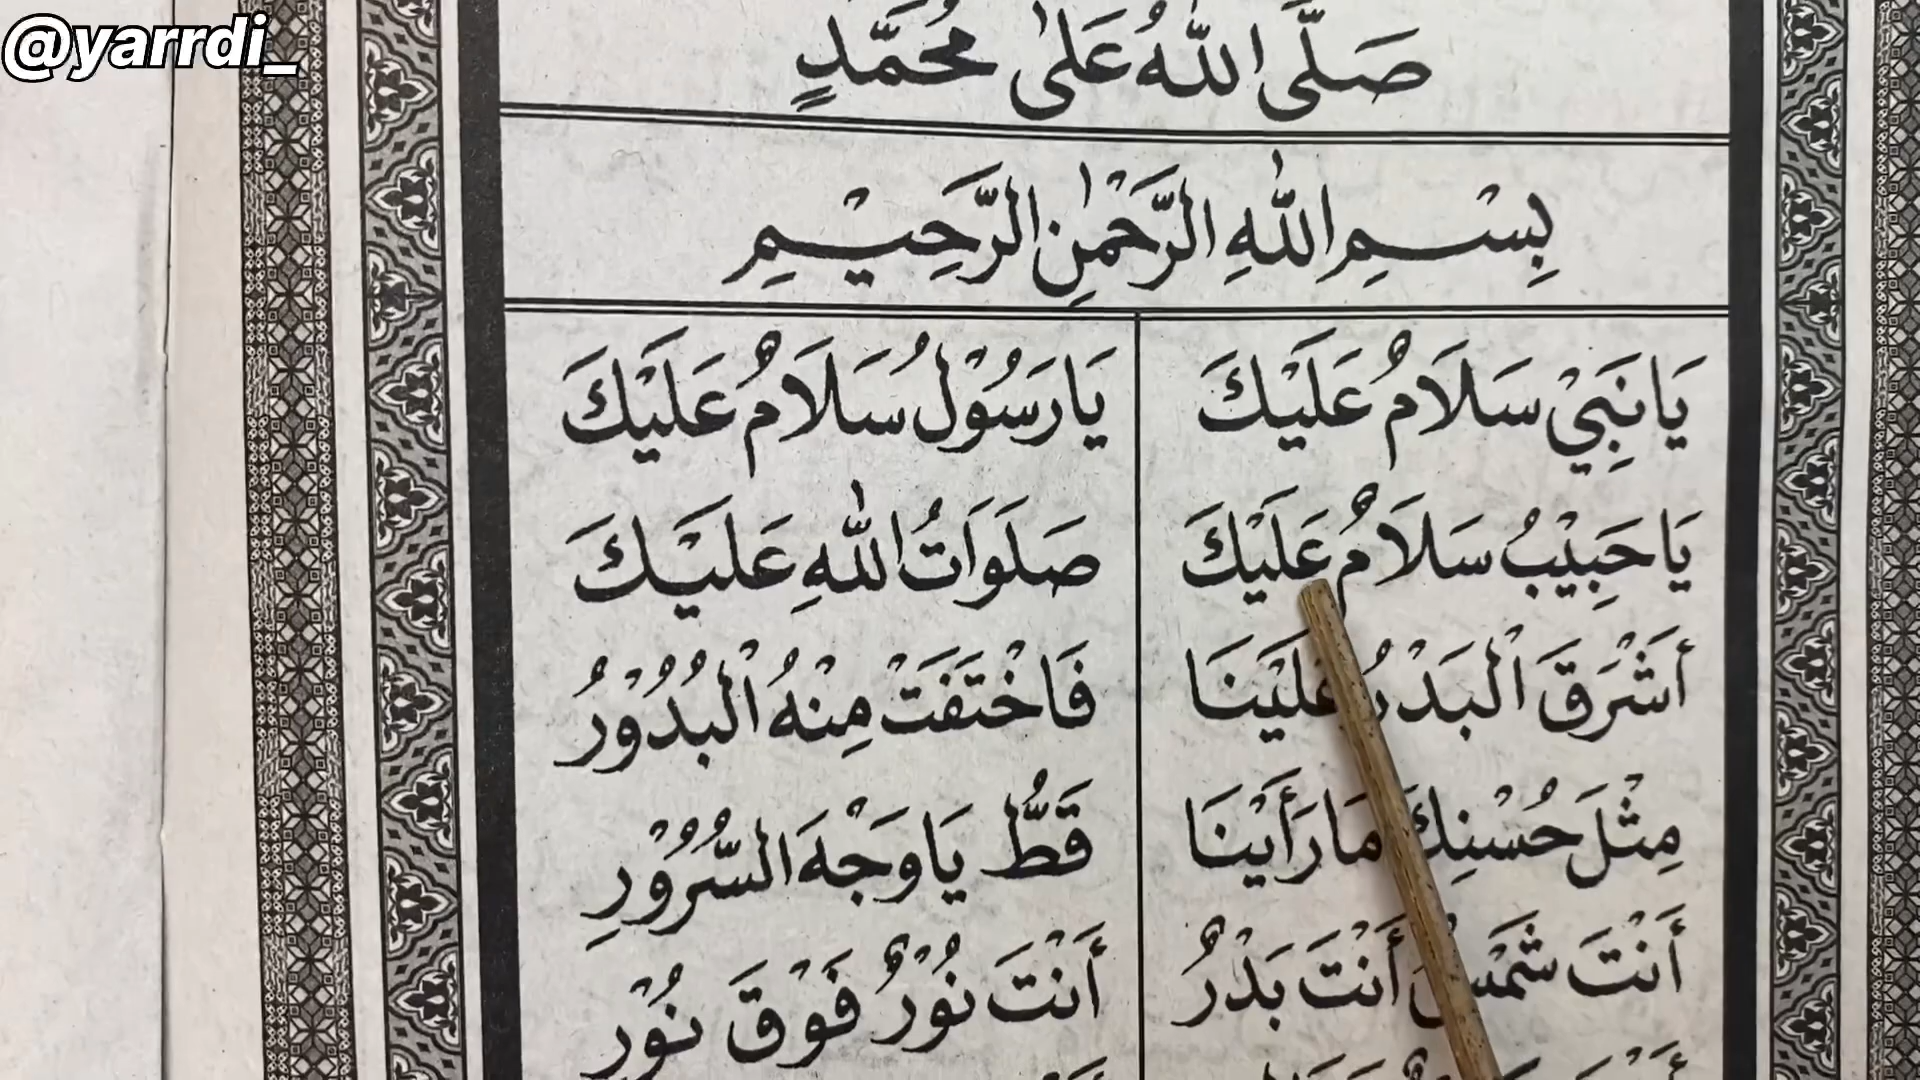 @yarrdi_
صَلَّى اللهُ عَلٰى مُحَمَّدٍ
بِسْمِ اللهِ الرَّحْمٰنِ الرَّحِيْمِ
يَا نَبِيْ سَلَامٌ عَلَيْكَ يَا رَسُوْلُ سَلَامٌ عَلَيْكَ
يَا حَبِيْبُ سَلَامٌ عَلَيْكَ صَلَوَاتُ اللهِ عَلَيْكَ
أَشْرَقَ الْبَدْرُ عَلَيْنَا فَاخْتَفَتْ مِنْهُ الْبُدُوْرُ
مِثْلَ حُسْنِكَ مَا رَأَيْنَا قَطُّ يَا وَجْهَ السُّرُوْرِ
أَنْتَ شَمْسٌ أَنْتَ بَدْرٌ أَنْتَ نُوْرٌ فَوْقَ نُوْرٍ